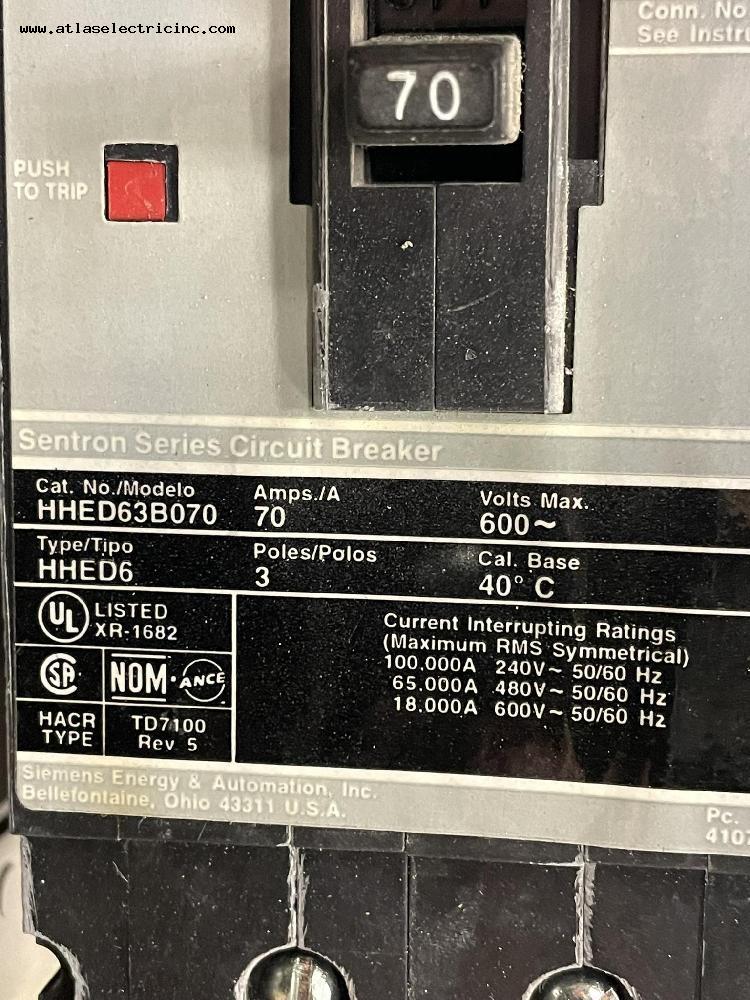 www.atlaselectricinc.com
Conn. No
See Instru
70
PUSH
TO TRIP
Sentron Series Circuit Breaker
Cat. No./Modelo
HHED63B070
Amps./A
70
Volts Max.
600~
Type/Tipo
HHED6
Poles/Polos
3
Cal. Base
40° C
UL LISTED
XR-1682
SA NOM·ANCE
HACR
TYPE
TD7100
Rev 5
Current Interrupting Ratings
(Maximum RMS Symmetrical)
100,000A 240V~ 50/60 Hz
65,000A 480V~ 50/60 Hz
18,000A 600V~ 50/60 Hz
Siemens Energy & Automation, Inc.
Bellefontaine, Ohio 43311 U.S.A.
Pc.
4107